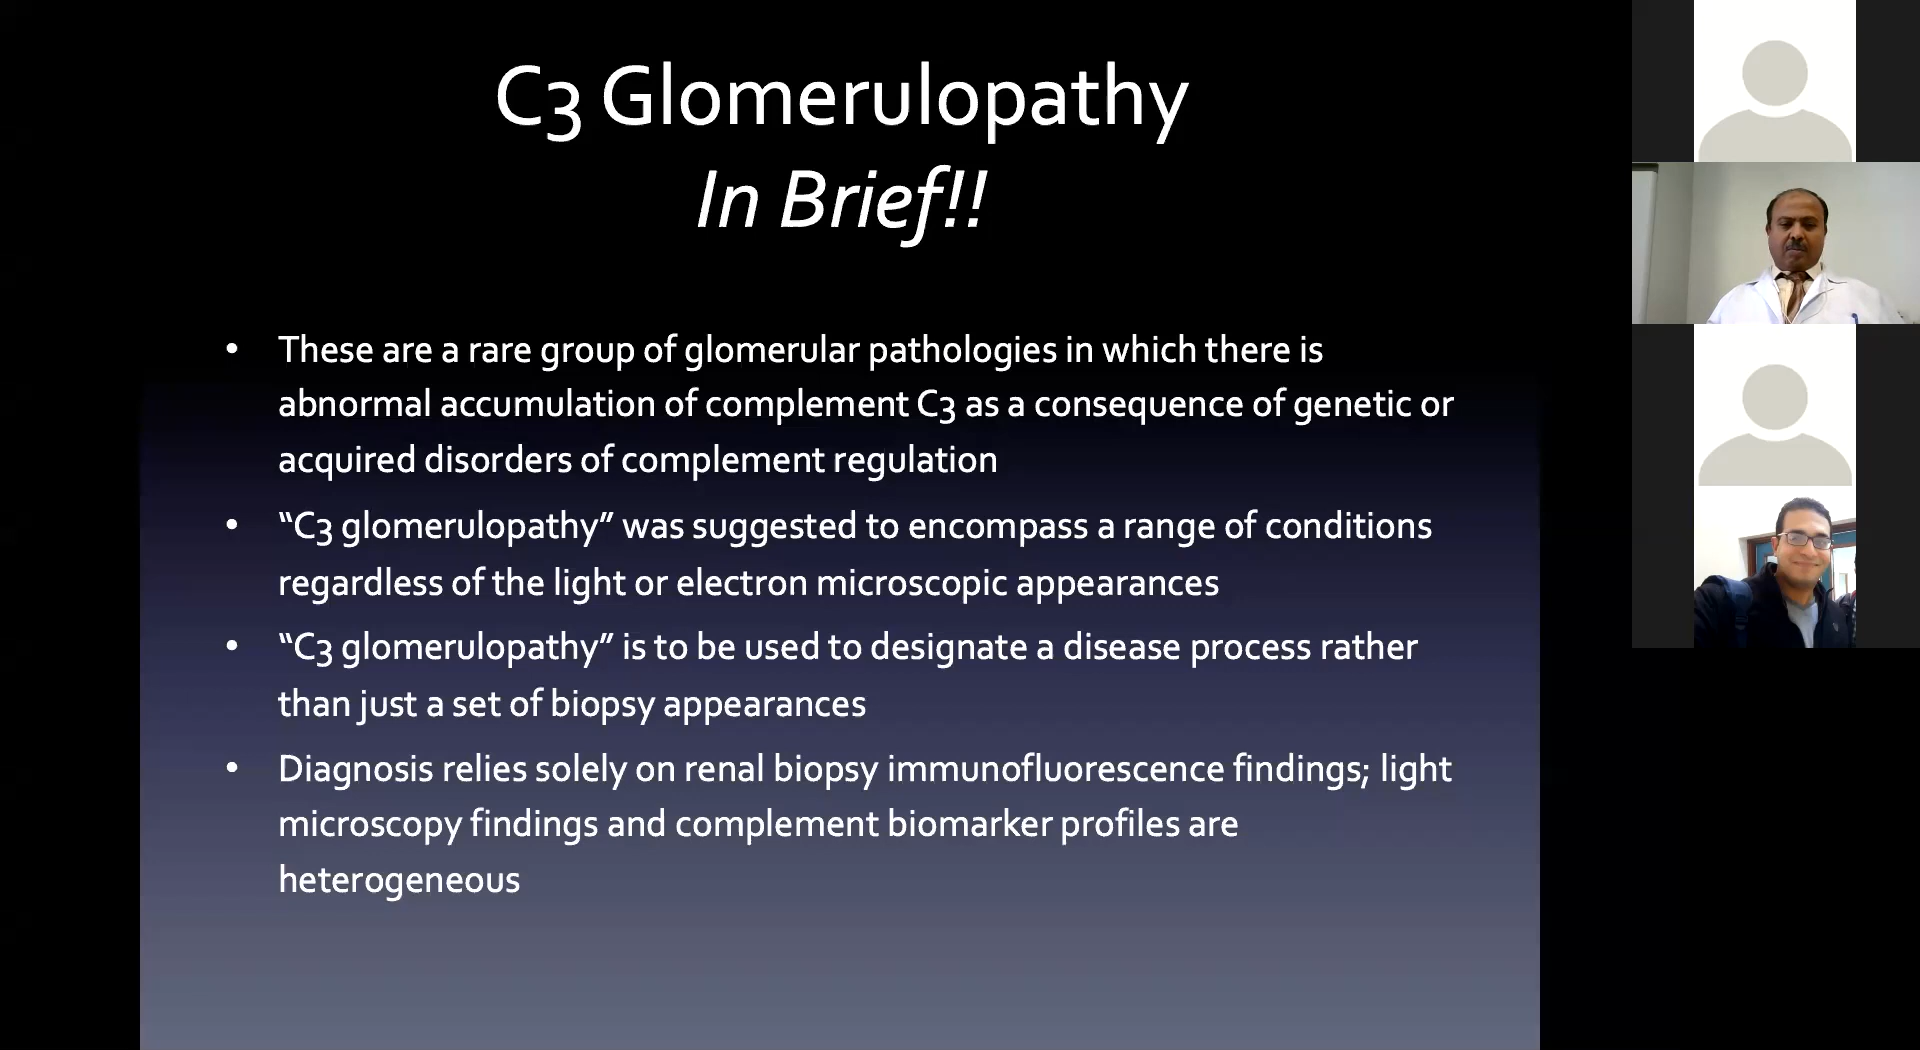 C3 Glomerulopathy
In Brief!!
• These are a rare group of glomerular pathologies in which there is
abnormal accumulation of complement C3 as a consequence of genetic or
acquired disorders of complement regulation
• “C3 glomerulopathy” was suggested to encompass a range of conditions
regardless of the light or electron microscopic appearances
• “C3 glomerulopathy” is to be used to designate a disease process rather
than just a set of biopsy appearances
• Diagnosis relies solely on renal biopsy immunofluorescence findings; light
microscopy findings and complement biomarker profiles are
heterogeneous